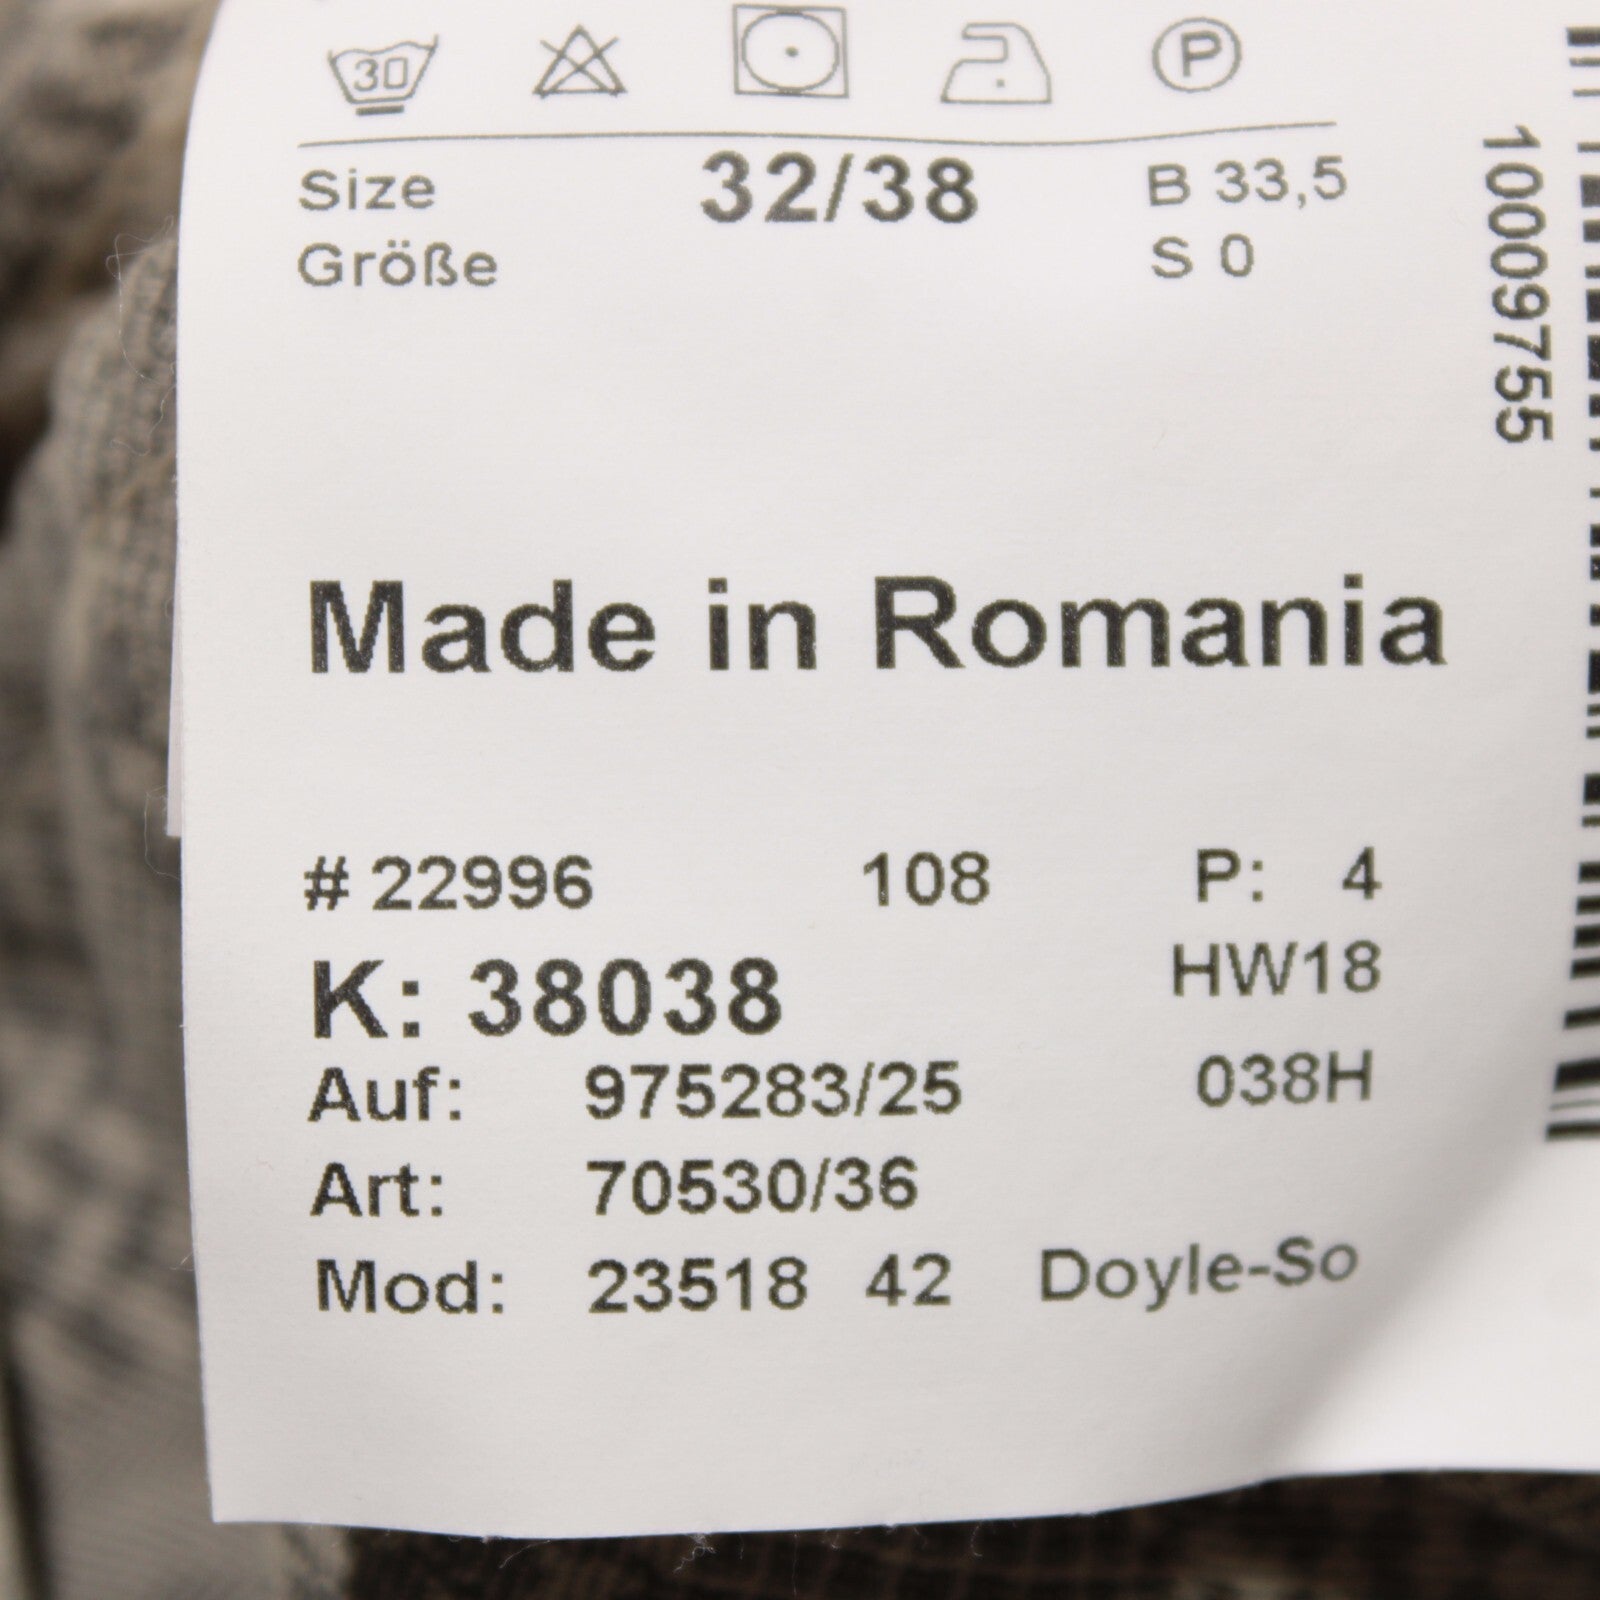 30 P
Size 32/38 B 33,5
Größe S 0
Made in Romania
# 22996 108 P: 4
K: 38038 HW18
Auf: 975283/25 038H
Art: 70530/36
Mod: 23518 42 Doyle-So
10009755